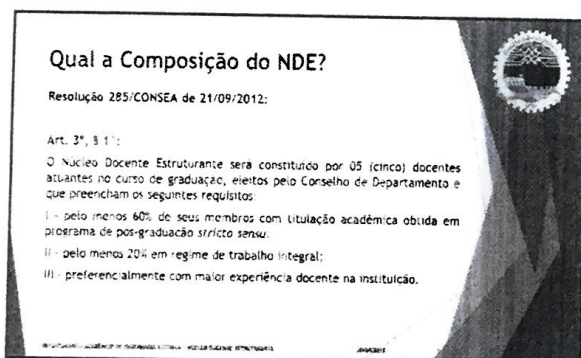 Qual a Composição do NDE?
Resolução 285/CONSEA de 21/09/2012:
Art. 3º, § 1º:
O Núcleo Docente Estruturante será constituído por 05 (cinco) docentes
atuantes no curso de graduação, eleitos pelo Conselho de Departamento e
que preencham os seguintes requisitos:
I - pelo menos 60% de seus membros com titulação acadêmica obtida em
programa de pós-graduação stricto sensu;
II - pelo menos 20% em regime de trabalho integral;
III - preferencialmente com maior experiência docente na instituição.